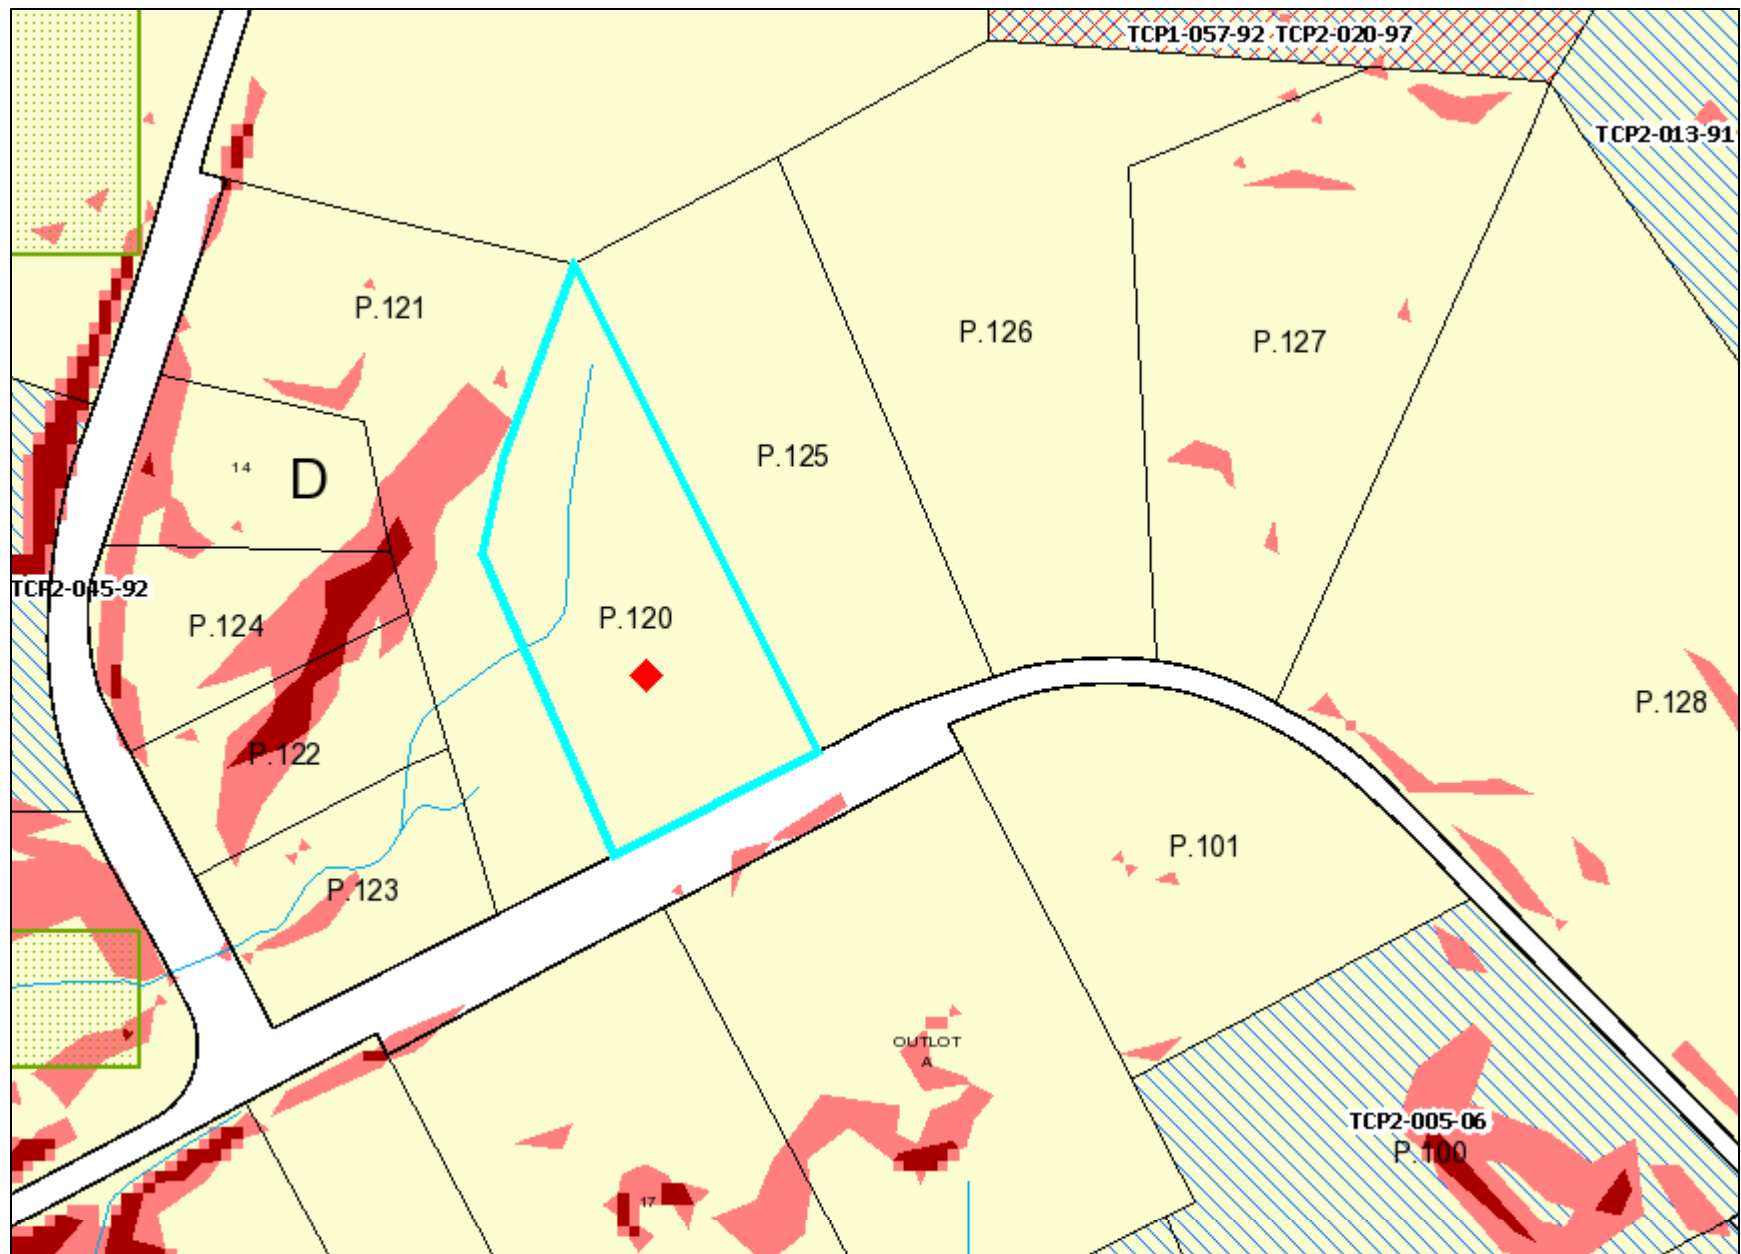 TCP1-057-92 TCP2-020-97
TCP2-013-91
P.121
P.126
P.127
P.125
14 D
TCP2-045-92
P.124
P.120
P.128
P.122
P.101
P.123
OUTLOT
A
TCP2-005-06
P.100
17